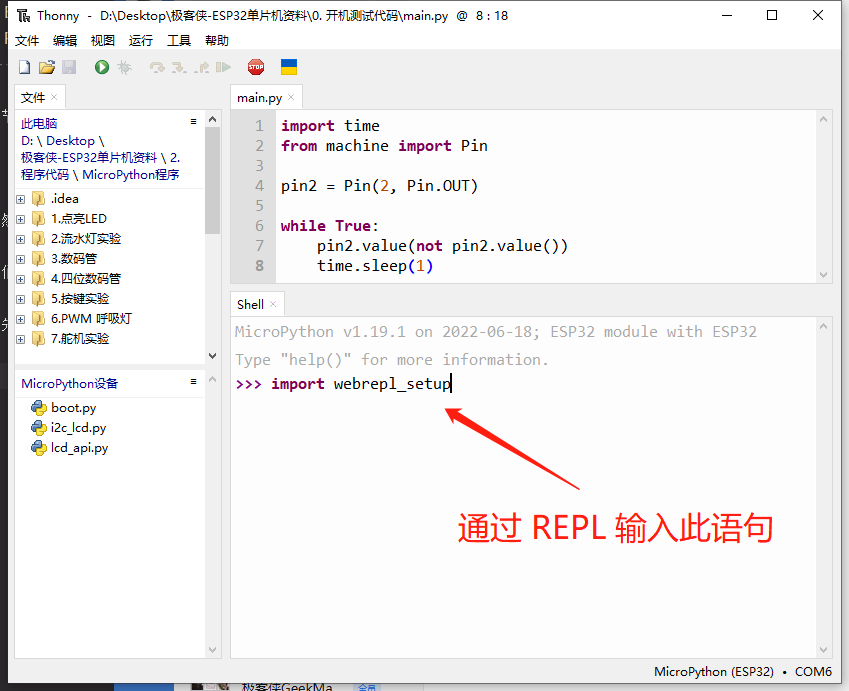 Thonny - D:\Desktop\极客侠-ESP32单片机资料\0. 开机测试代码\main.py @ 8 : 18
文件 编辑 视图 运行 工具 帮助
STOP
文件 ×
此电脑
D: \ Desktop \
极客侠-ESP32单片机资料 \ 2.
程序代码 \ MicroPython程序
.idea
1.点亮LED
2.流水灯实验
3.数码管
4.四位数码管
5.按键实验
6.PWM 呼吸灯
7.舵机实验
MicroPython设备
boot.py
i2c_lcd.py
lcd_api.py
main.py ×
1 import time
2 from machine import Pin
3
4 pin2 = Pin(2, Pin.OUT)
5
6 while True:
7     pin2.value(not pin2.value())
8     time.sleep(1)
Shell ×
MicroPython v1.19.1 on 2022-06-18; ESP32 module with ESP32
Type "help()" for more information.
>>> import webrepl_setup
通过 REPL 输入此语句
MicroPython (ESP32) • COM6
极客侠GeekMa